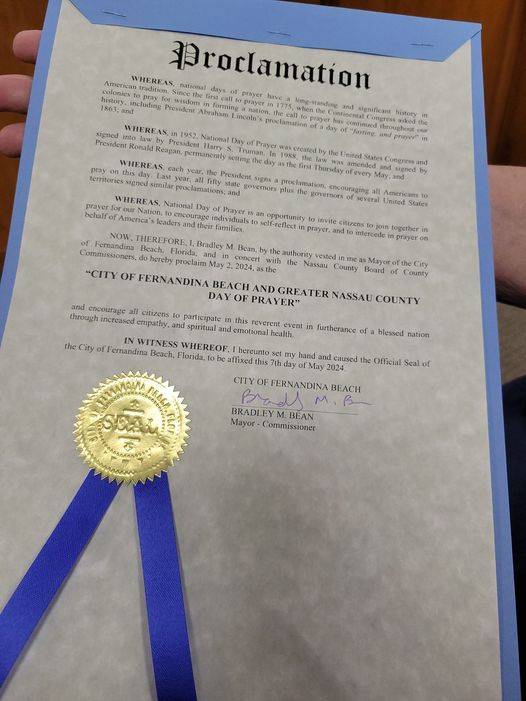 Proclamation
WHEREAS, national days of prayer have a long-standing and significant history in
American tradition. Since the first call to prayer in 1775, when the Continental Congress asked the
colonies to pray for wisdom in forming a nation, the call to prayer has continued throughout our
history, including President Abraham Lincoln's proclamation of a day of "fasting, and prayer" in
1863, and
WHEREAS, in 1952, National Day of Prayer was created by the United States Congress and
signed into law by President Harry S. Truman. In 1988, the law was amended and signed by
President Ronald Reagan, permanently setting the day as the first Thursday of every May; and
WHEREAS, each year, the President signs a proclamation, encouraging all Americans to
pray on this day. Last year, all fifty state governors plus the governors of several United States
territories signed similar proclamations; and
WHEREAS, National Day of Prayer is an opportunity to invite citizens to join together in
prayer for our Nation, to encourage individuals to self-reflect in prayer, and to intercede in prayer on
behalf of America's leaders and their families.
NOW, THEREFORE, I, Bradley M. Bean, by the authority vested in me as Mayor of the City
of Fernandina Beach, Florida, and in concert with the Nassau County Board of County
Commissioners, do hereby proclaim May 2, 2024, as the
"CITY OF FERNANDINA BEACH AND GREATER NASSAU COUNTY
DAY OF PRAYER"
and encourage all citizens to participate in this reverent event in furtherance of a blessed nation
through increased empathy, and spiritual and emotional health.
IN WITNESS WHEREOF, I hereunto set my hand and caused the Official Seal of
the City of Fernandina Beach, Florida, to be affixed this 7th day of May 2024.
CITY OF FERNANDINA BEACH
Bradly M. B
BRADLEY M. BEAN
Mayor - Commissioner
SEAL